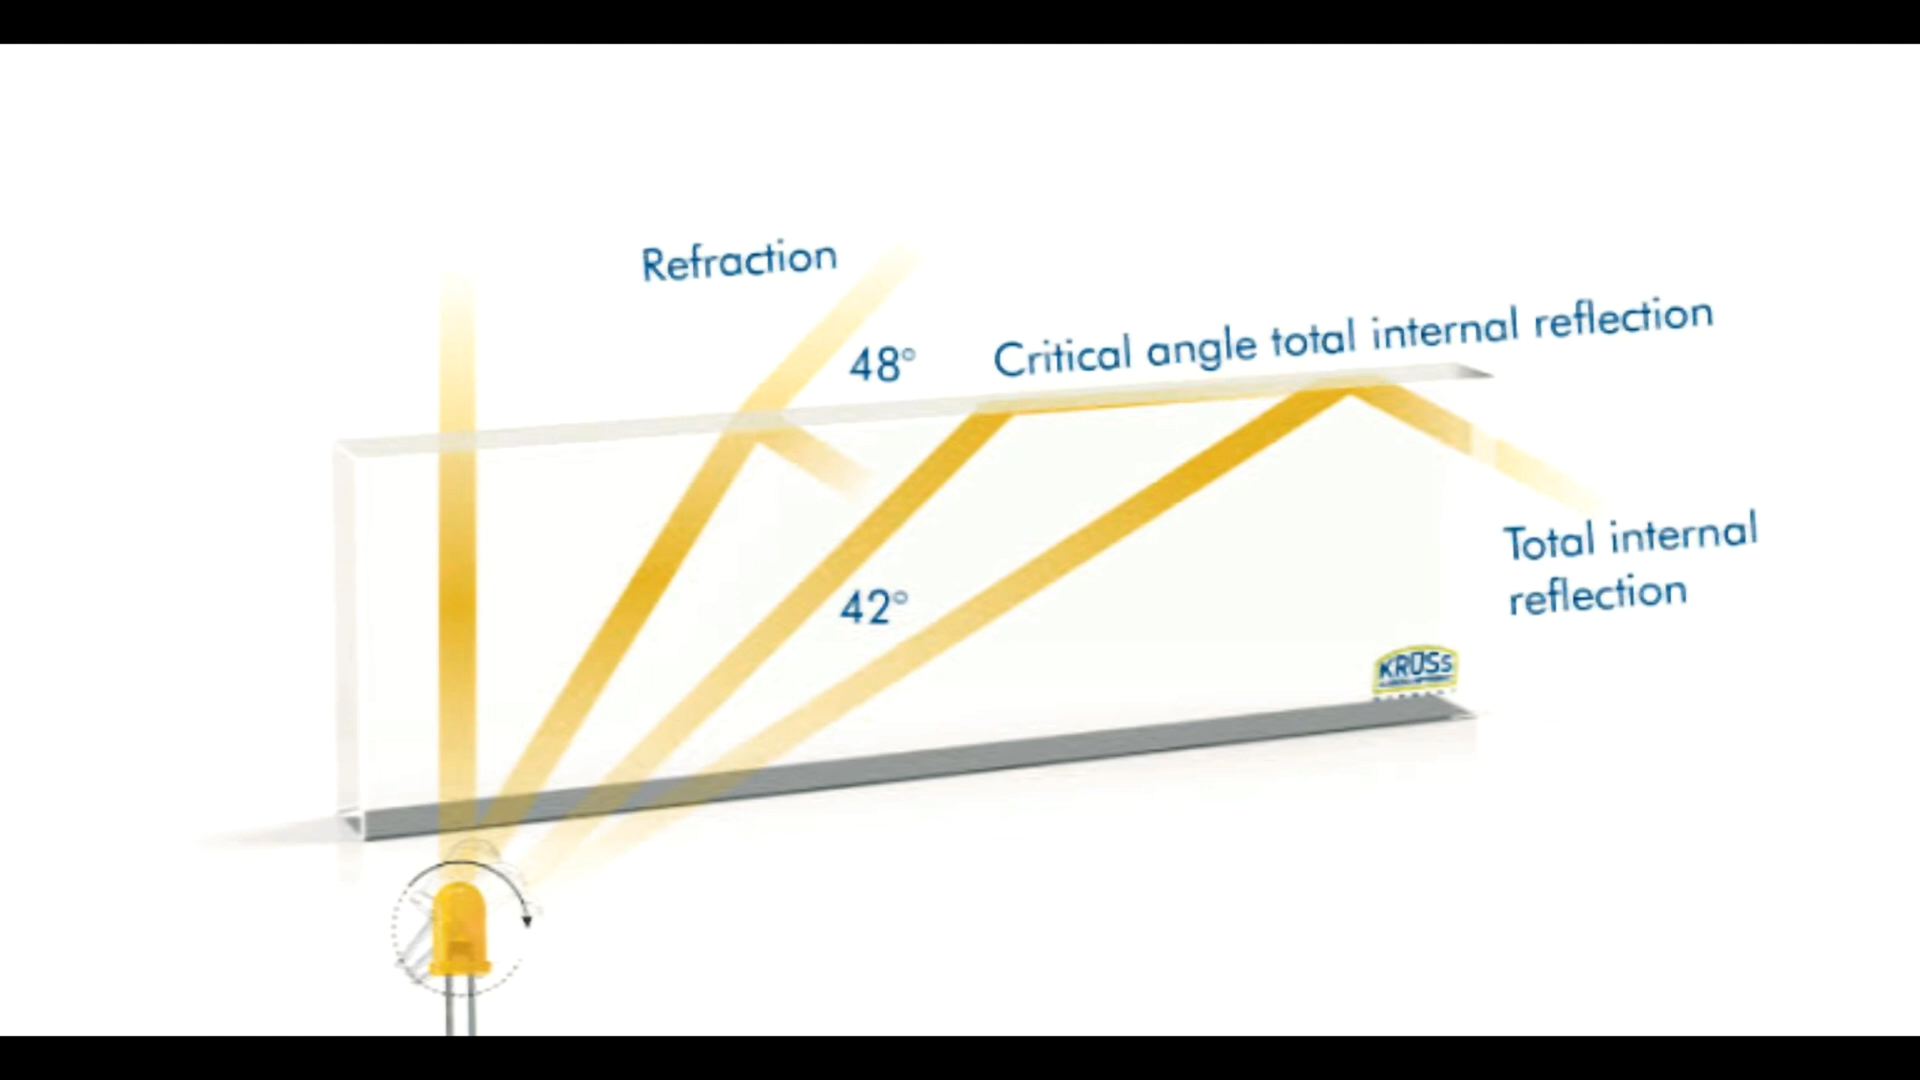 Refraction
48°
Critical angle total internal reflection
42°
Total internal
reflection
KRÜSS